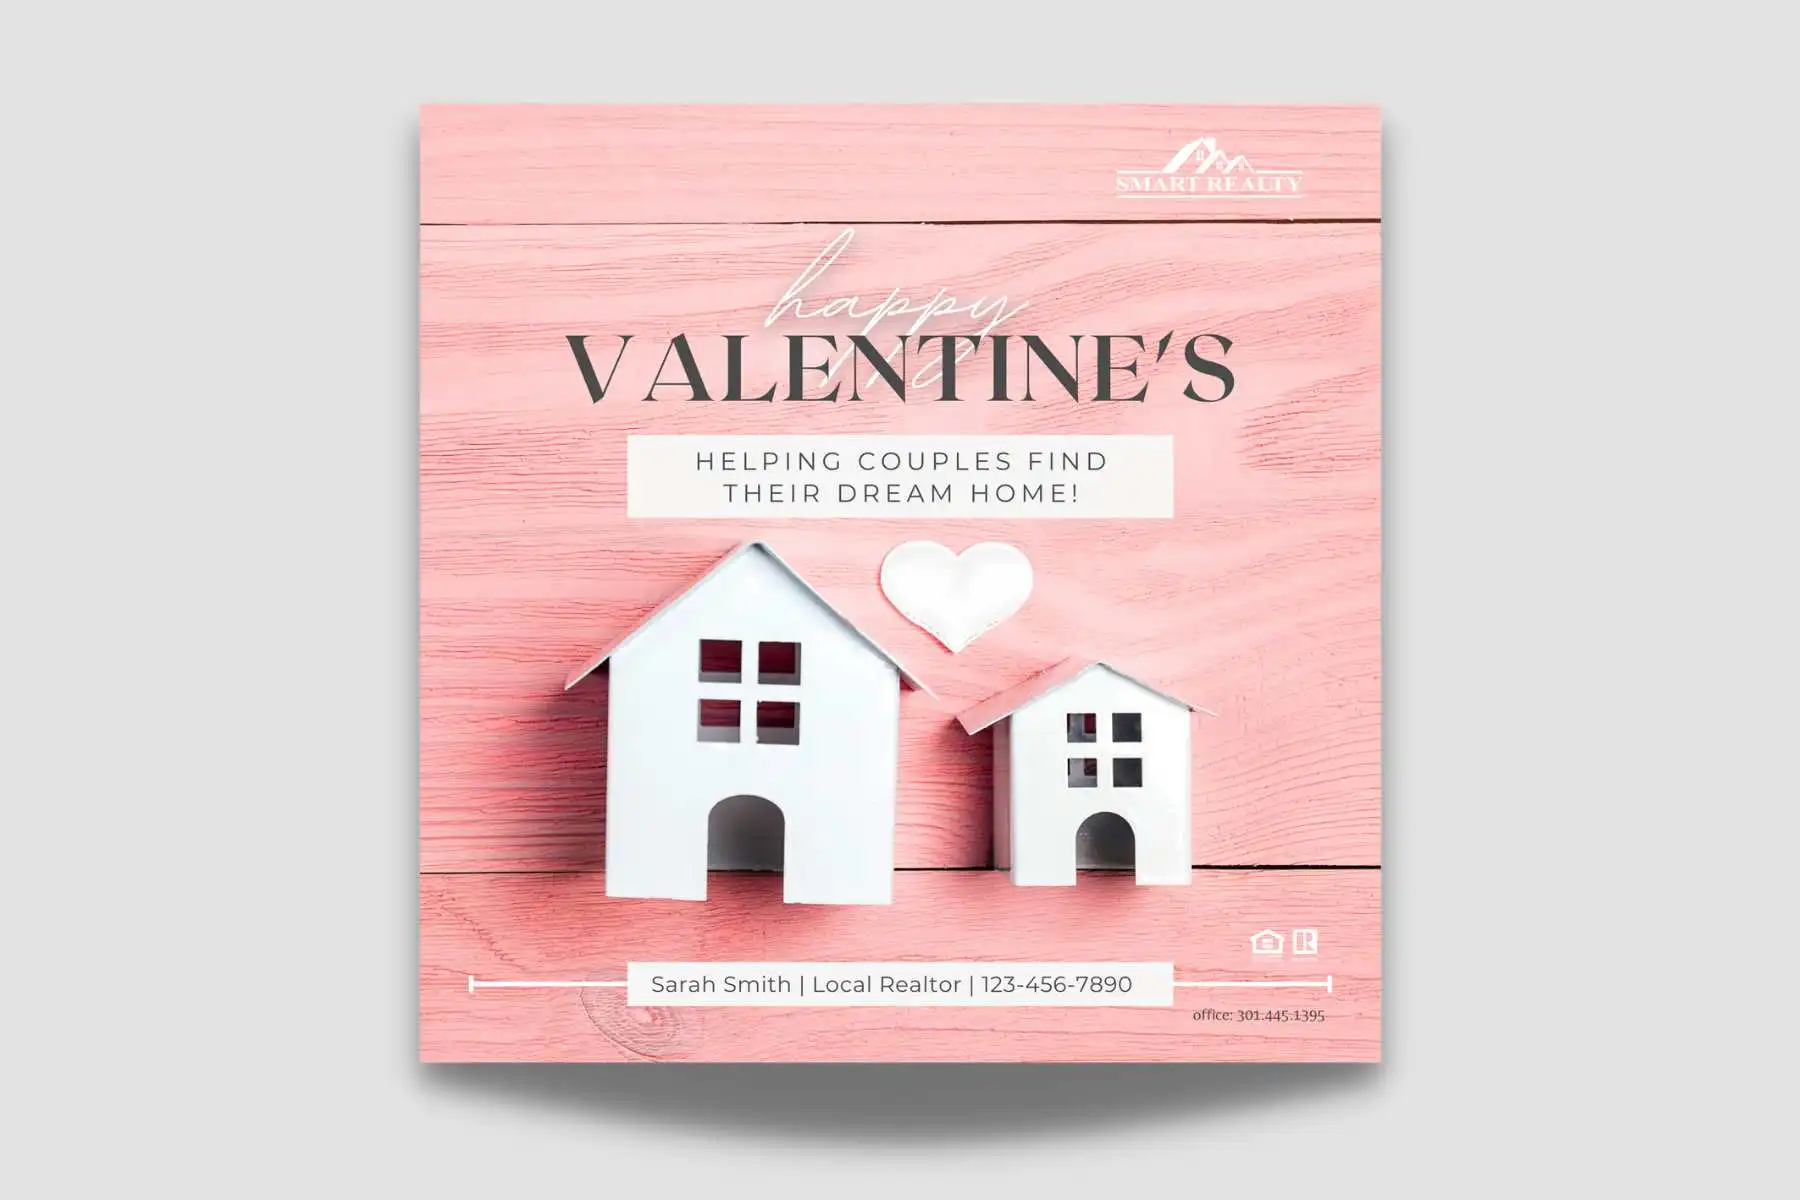 SMART REALTY
happy
VALENTINE'S
HELPING COUPLES FIND
THEIR DREAM HOME!
Sarah Smith | Local Realtor | 123-456-7890
office: 301.445.1395